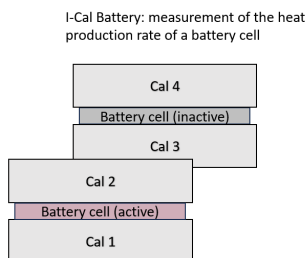 I-Cal Battery: measurement of the heat
production rate of a battery cell
Cal 4
Battery cell (inactive)
Cal 3
Cal 2
Battery cell (active)
Cal 1